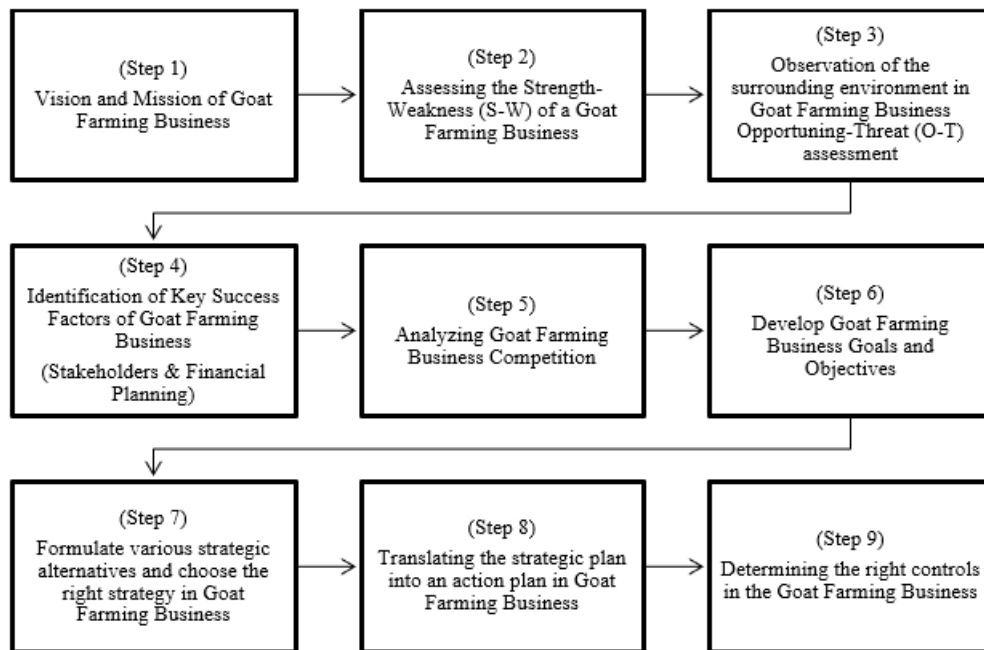 (Step 1)
Vision and Mission of Goat
Farming Business
(Step 2)
Assessing the Strength-
Weakness (S-W) of a Goat
Farming Business
(Step 3)
Observation of the
surrounding environment in
Goat Farming Business
Opportuning-Threat (O-T)
assessment
(Step 4)
Identification of Key Success
Factors of Goat Farming
Business
(Stakeholders & Financial
Planning)
(Step 5)
Analyzing Goat Farming
Business Competition
(Step 6)
Develop Goat Farming
Business Goals and
Objectives
(Step 7)
Formulate various strategic
alternatives and choose the
right strategy in Goat
Farming Business
(Step 8)
Translating the strategic plan
into an action plan in Goat
Farming Business
(Step 9)
Determining the right controls
in the Goat Farming Business